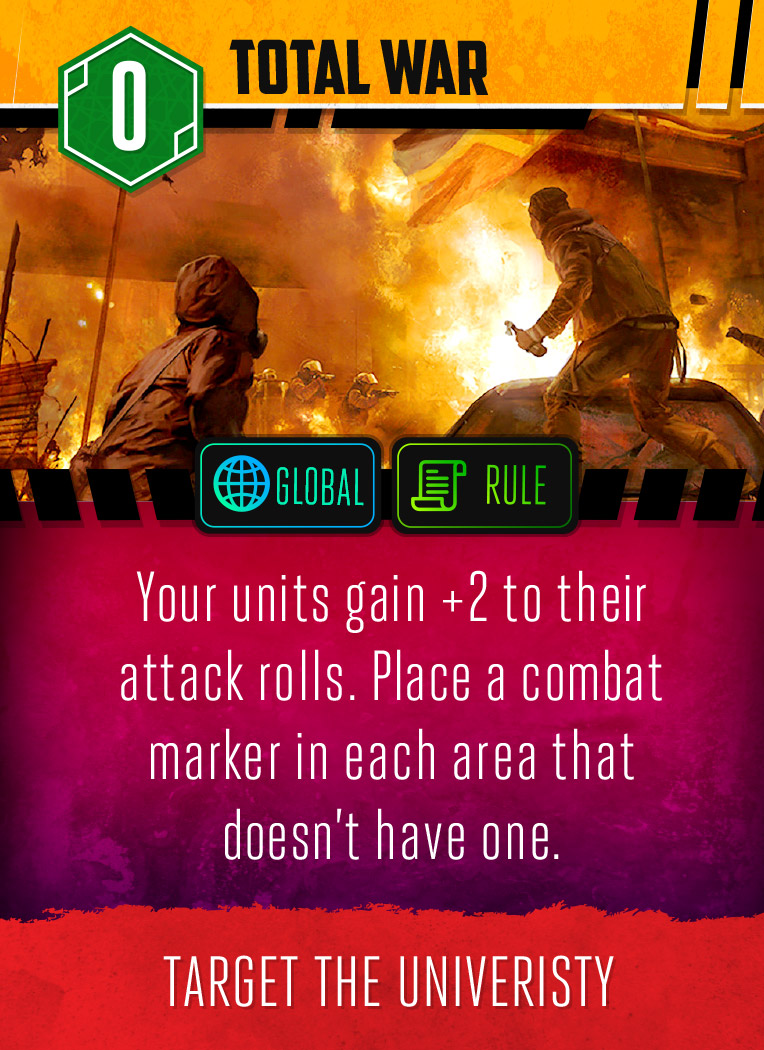 0
TOTAL WAR
GLOBAL
RULE
Your units gain +2 to their
attack rolls. Place a combat
marker in each area that
doesn't have one.
TARGET THE UNIVERISTY